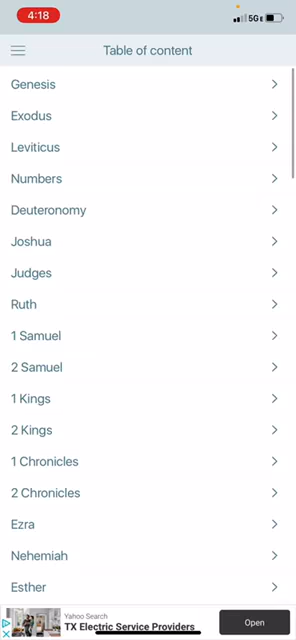 4:18
5GE
Table of content
Genesis
Exodus
Leviticus
Numbers
Deuteronomy
Joshua
Judges
Ruth
1 Samuel
2 Samuel
1 Kings
2 Kings
1 Chronicles
2 Chronicles
Ezra
Nehemiah
Esther
Yahoo Search
TX Electric Service Providers
Open